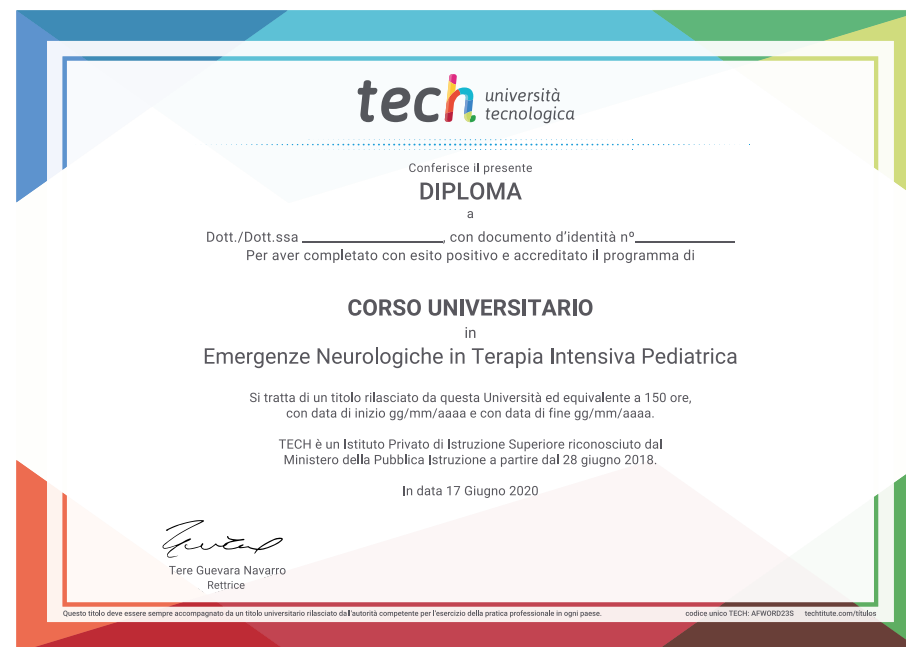 tech università
tecnologica
Conferisce il presente
DIPLOMA
a
Dott./Dott.ssa ____________________, con documento d'identità nº______________
Per aver completato con esito positivo e accreditato il programma di
CORSO UNIVERSITARIO
in
Emergenze Neurologiche in Terapia Intensiva Pediatrica
Si tratta di un titolo rilasciato da questa Università ed equivalente a 150 ore,
con data di inizio gg/mm/aaaa e con data di fine gg/mm/aaaa.
TECH è un Istituto Privato di Istruzione Superiore riconosciuto dal
Ministero della Pubblica Istruzione a partire dal 28 giugno 2018.
In data 17 Giugno 2020
Tere Guevara Navarro
Rettrice
Questo titolo deve essere sempre accompagnato da un titolo universitario rilasciato dall'autorità competente per l'esercizio della pratica professionale in ogni paese. codice unico TECH: AFWORD23S techtitute.com/titulos